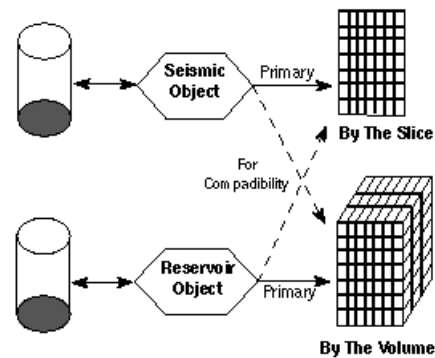 Seismic
Object
Primary
By The Slice
For
Compadibility
Reservoir
Object
Primary
By The Volume